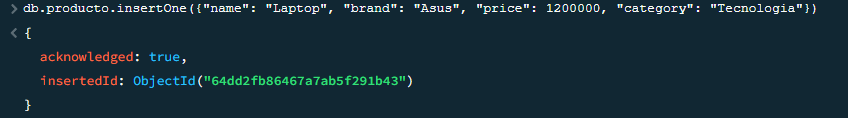 > db.producto.insertOne({"name": "Laptop", "brand": "Asus", "price": 1200000, "category": "Tecnologia"})
< {
acknowledged: true,
insertedId: ObjectId("64dd2fb86467a7ab5f291b43")
}